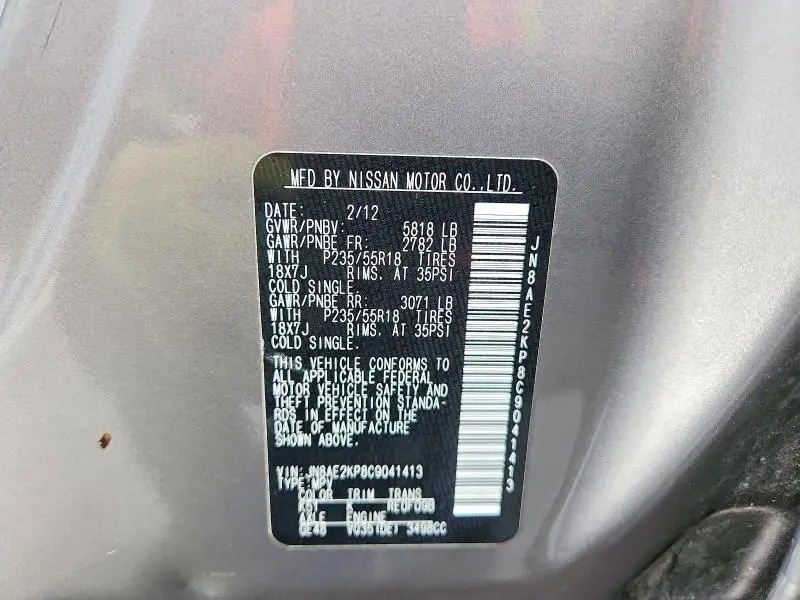 MFD BY NISSAN MOTOR CO.,LTD.
DATE: 2/12
GVWR/PNBV: 5818 LB
GAWR/PNBE FR: 2782 LB
WITH P235/55R18 TIRES
18X7J RIMS, AT 35PSI
COLD SINGLE.
GAWR/PNBE RR: 3071 LB
WITH P235/55R18 TIRES
18X7J RIMS, AT 35PSI
COLD SINGLE.
THIS VEHICLE CONFORMS TO
ALL APPLICABLE FEDERAL
MOTOR VEHICLE SAFETY AND
THEFT PREVENTION STANDA-
RDS IN EFFECT ON THE
DATE OF MANUFACTURE
SHOWN ABOVE.
VIN: JN8AE2KP8C9041413
TYPE:MPV
COLOR TRIM TRANS
K RE0F09B
AXLE ENGINE
3498CC
JN8AE2KP8C9041413